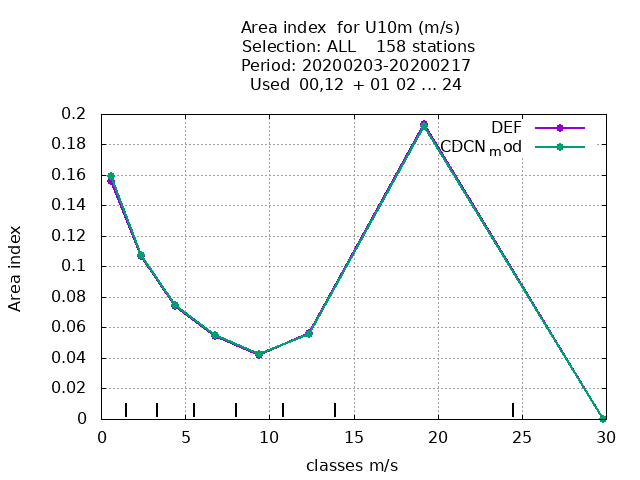 Area index  for U10m (m/s)
Selection: ALL    158 stations
Period: 20200203-20200217
Used  00,12  + 01 02 ... 24
0.2
0.18
0.16
0.14
0.12
0.1
0.08
0.06
0.04
0.02
0
Area index
DEF
CDCNmod
0 5 10 15 20 25 30
classes m/s